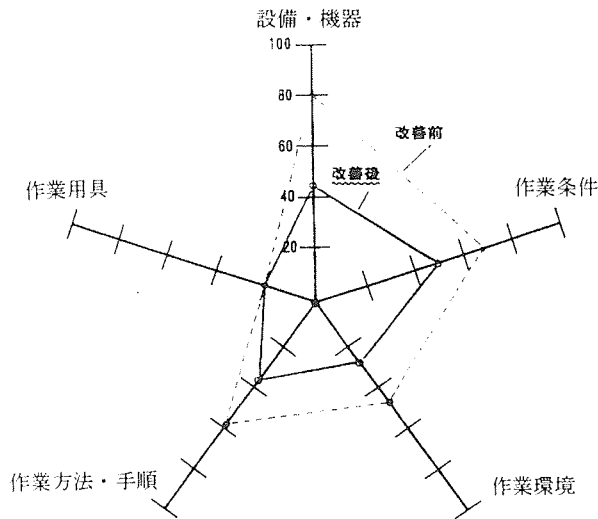 設備・機器
100
80
60
40
20
改善前
改善後
作業用具
作業条件
作業方法・手順
作業環境